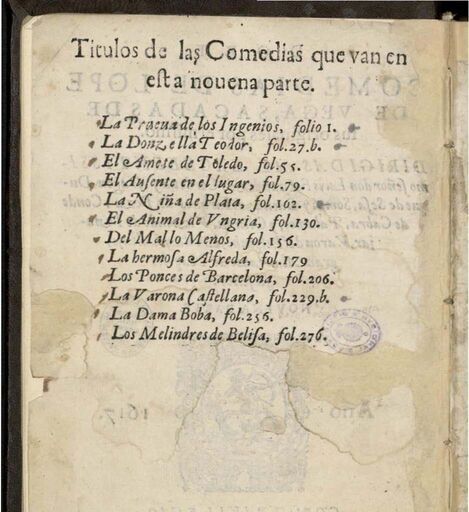 Titulos de las Comedias que van en
esta nouena parte.
La Prueua de los Ingenios, folio 1.
La Donzella Teodor, fol.27.b.
El Amete de Toledo, fol.55.
El Ausente en el lugar, fol.79.
La Niña de Plata, fol.102.
El Animal de Vngria, fol.130.
Del Mal lo Menos, fol.156.
La hermosa Alfreda, fol.179
Los Ponces de Barcelona, fol.206.
La Varona Castellana, fol.229.b.
La Dama Boba, fol.256.
Los Melindres de Belisa, fol.276.